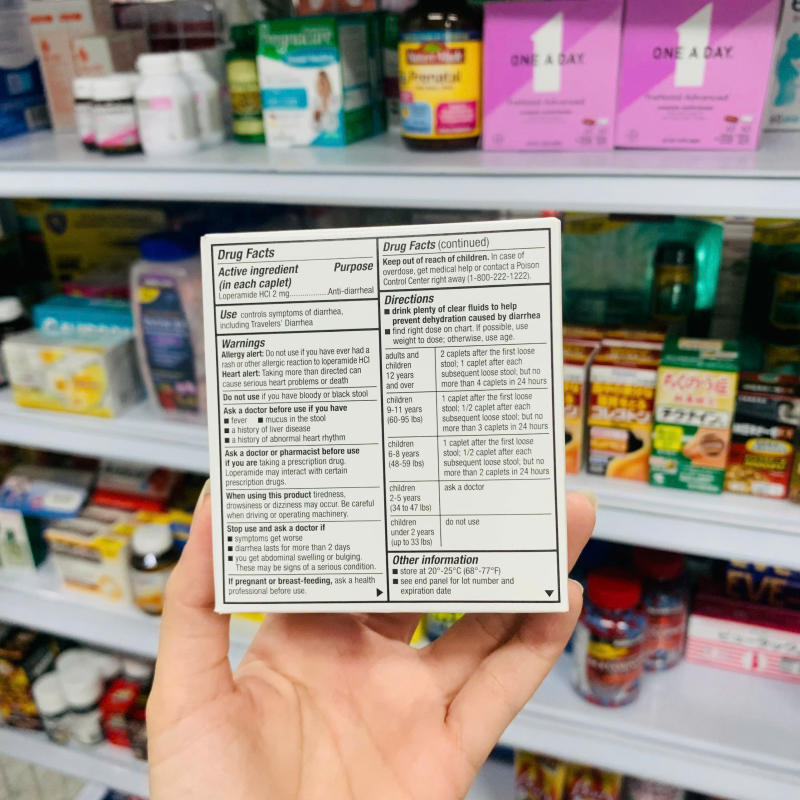 Pregnacare
Nature Made
Prenatal
ONE A DAY
1
Prenatal Advanced
ONE A DAY
1
Prenatal Advanced
Drug Facts
Active ingredient Purpose
(in each caplet)
Loperamide HCl 2 mg......................Anti-diarrheal
Use controls symptoms of diarrhea,
including Travelers' Diarrhea
Warnings
Allergy alert: Do not use if you have ever had a
rash or other allergic reaction to loperamide HCl
Heart alert: Taking more than directed can
cause serious heart problems or death
Do not use if you have bloody or black stool
Ask a doctor before use if you have
■ fever ■ mucus in the stool
■ a history of liver disease
■ a history of abnormal heart rhythm
Ask a doctor or pharmacist before use
if you are taking a prescription drug.
Loperamide may interact with certain
prescription drugs.
When using this product tiredness,
drowsiness or dizziness may occur. Be careful
when driving or operating machinery.
Stop use and ask a doctor if
■ symptoms get worse
■ diarrhea lasts for more than 2 days
■ you get abdominal swelling or bulging.
These may be signs of a serious condition.
If pregnant or breast-feeding, ask a health
professional before use.
Drug Facts (continued)
Keep out of reach of children. In case of
overdose, get medical help or contact a Poison
Control Center right away (1-800-222-1222).
Directions
■ drink plenty of clear fluids to help
prevent dehydration caused by diarrhea
■ find right dose on chart. If possible, use
weight to dose; otherwise, use age.
adults and
children
12 years
and over
2 caplets after the first loose
stool; 1 caplet after each
subsequent loose stool; but no
more than 4 caplets in 24 hours
children
9-11 years
(60-95 lbs)
1 caplet after the first loose
stool; 1/2 caplet after each
subsequent loose stool; but no
more than 3 caplets in 24 hours
children
6-8 years
(48-59 lbs)
1 caplet after the first loose
stool; 1/2 caplet after each
subsequent loose stool; but no
more than 2 caplets in 24 hours
children
2-5 years
(34 to 47 lbs)
ask a doctor
children
under 2 years
(up to 33 lbs)
do not use
Other information
■ store at 20°-25°C (68°-77°F)
■ see end panel for lot number and
expiration date
EVE